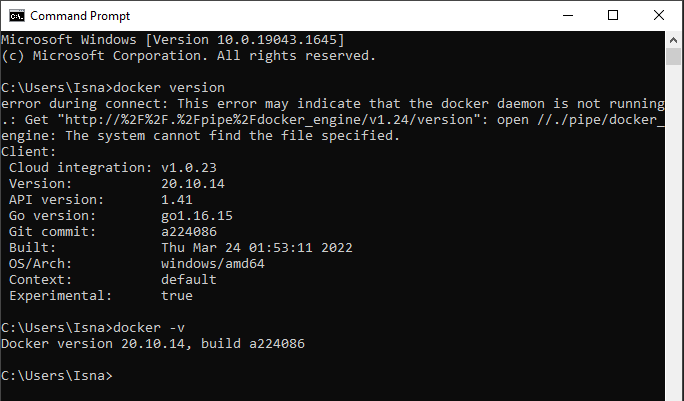 Command Prompt
Microsoft Windows [Version 10.0.19043.1645]
(c) Microsoft Corporation. All rights reserved.
C:\Users\Isna>docker version
error during connect: This error may indicate that the docker daemon is not running
.: Get "http://%2F%2F.%2Fpipe%2Fdocker_engine/v1.24/version": open //./pipe/docker_
engine: The system cannot find the file specified.
Client:
 Cloud integration: v1.0.23
 Version:           20.10.14
 API version:       1.41
 Go version:        go1.16.15
 Git commit:        a224086
 Built:             Thu Mar 24 01:53:11 2022
 OS/Arch:           windows/amd64
 Context:           default
 Experimental:      true
C:\Users\Isna>docker -v
Docker version 20.10.14, build a224086
C:\Users\Isna>